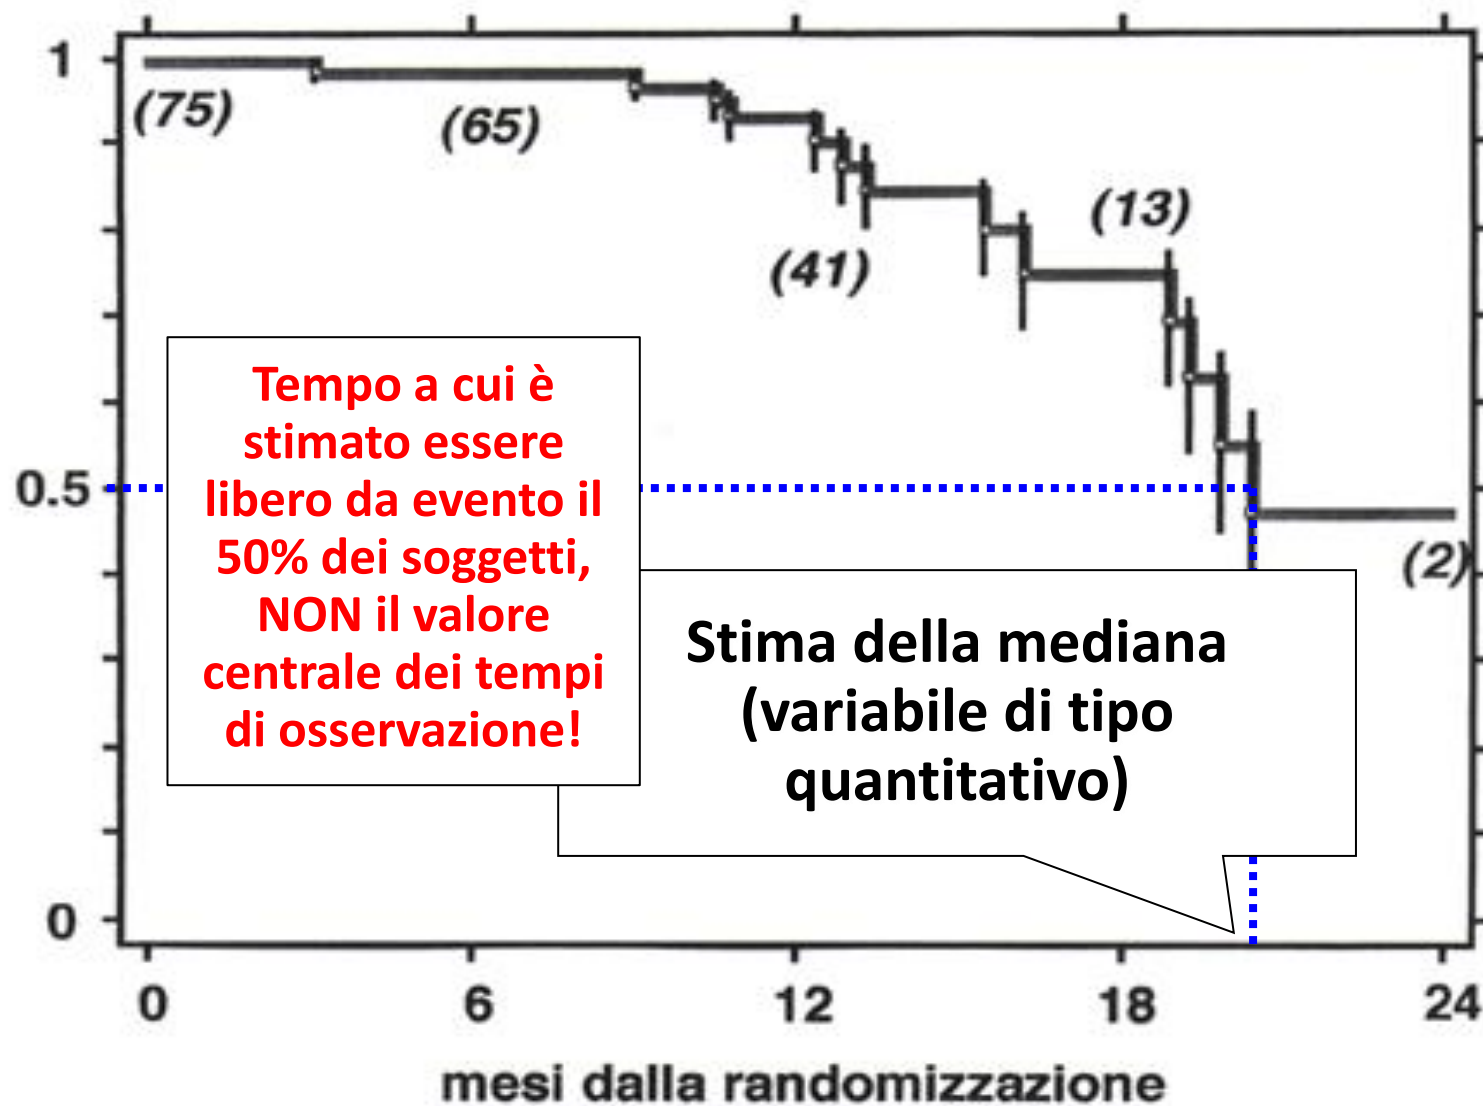 1
(75)
(65)
(13)
(41)
Tempo a cui è
stimato essere
libero da evento il
50% dei soggetti,
NON il valore
centrale dei tempi
di osservazione!
0.5
(2)
Stima della mediana
(variabile di tipo
quantitativo)
0
0 6 12 18 24
mesi dalla randomizzazione